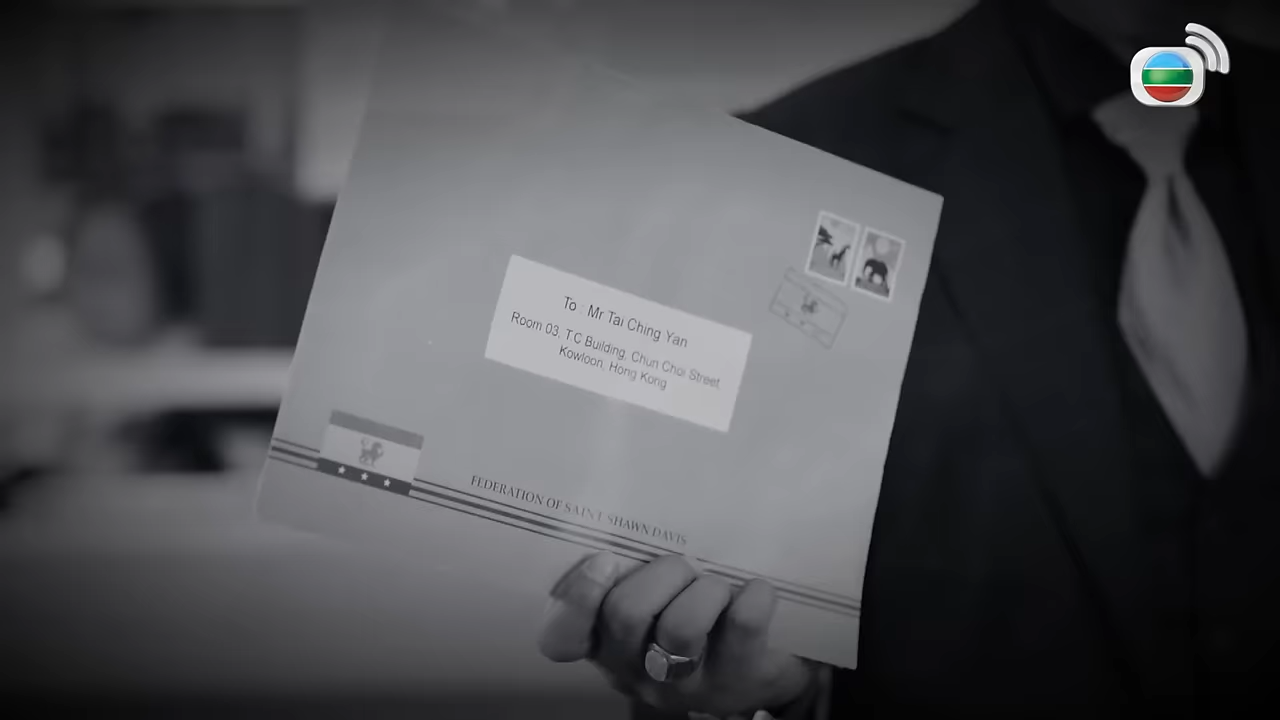 To : Mr Tai Ching Yan
Room 03, TC Building, Chun Choi Street
Kowloon, Hong Kong
FEDERATION OF SAINT SHAWN DAVIS